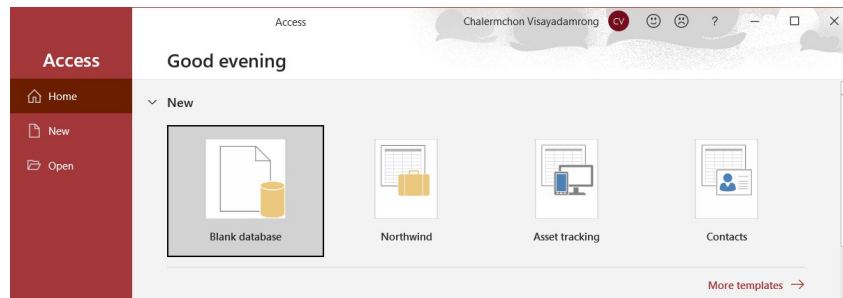 Access
Chalermchon Visayadamrong
CV
?
Access
Good evening
Home
New
New
Open
Blank database
Northwind
Asset tracking
Contacts
More templates